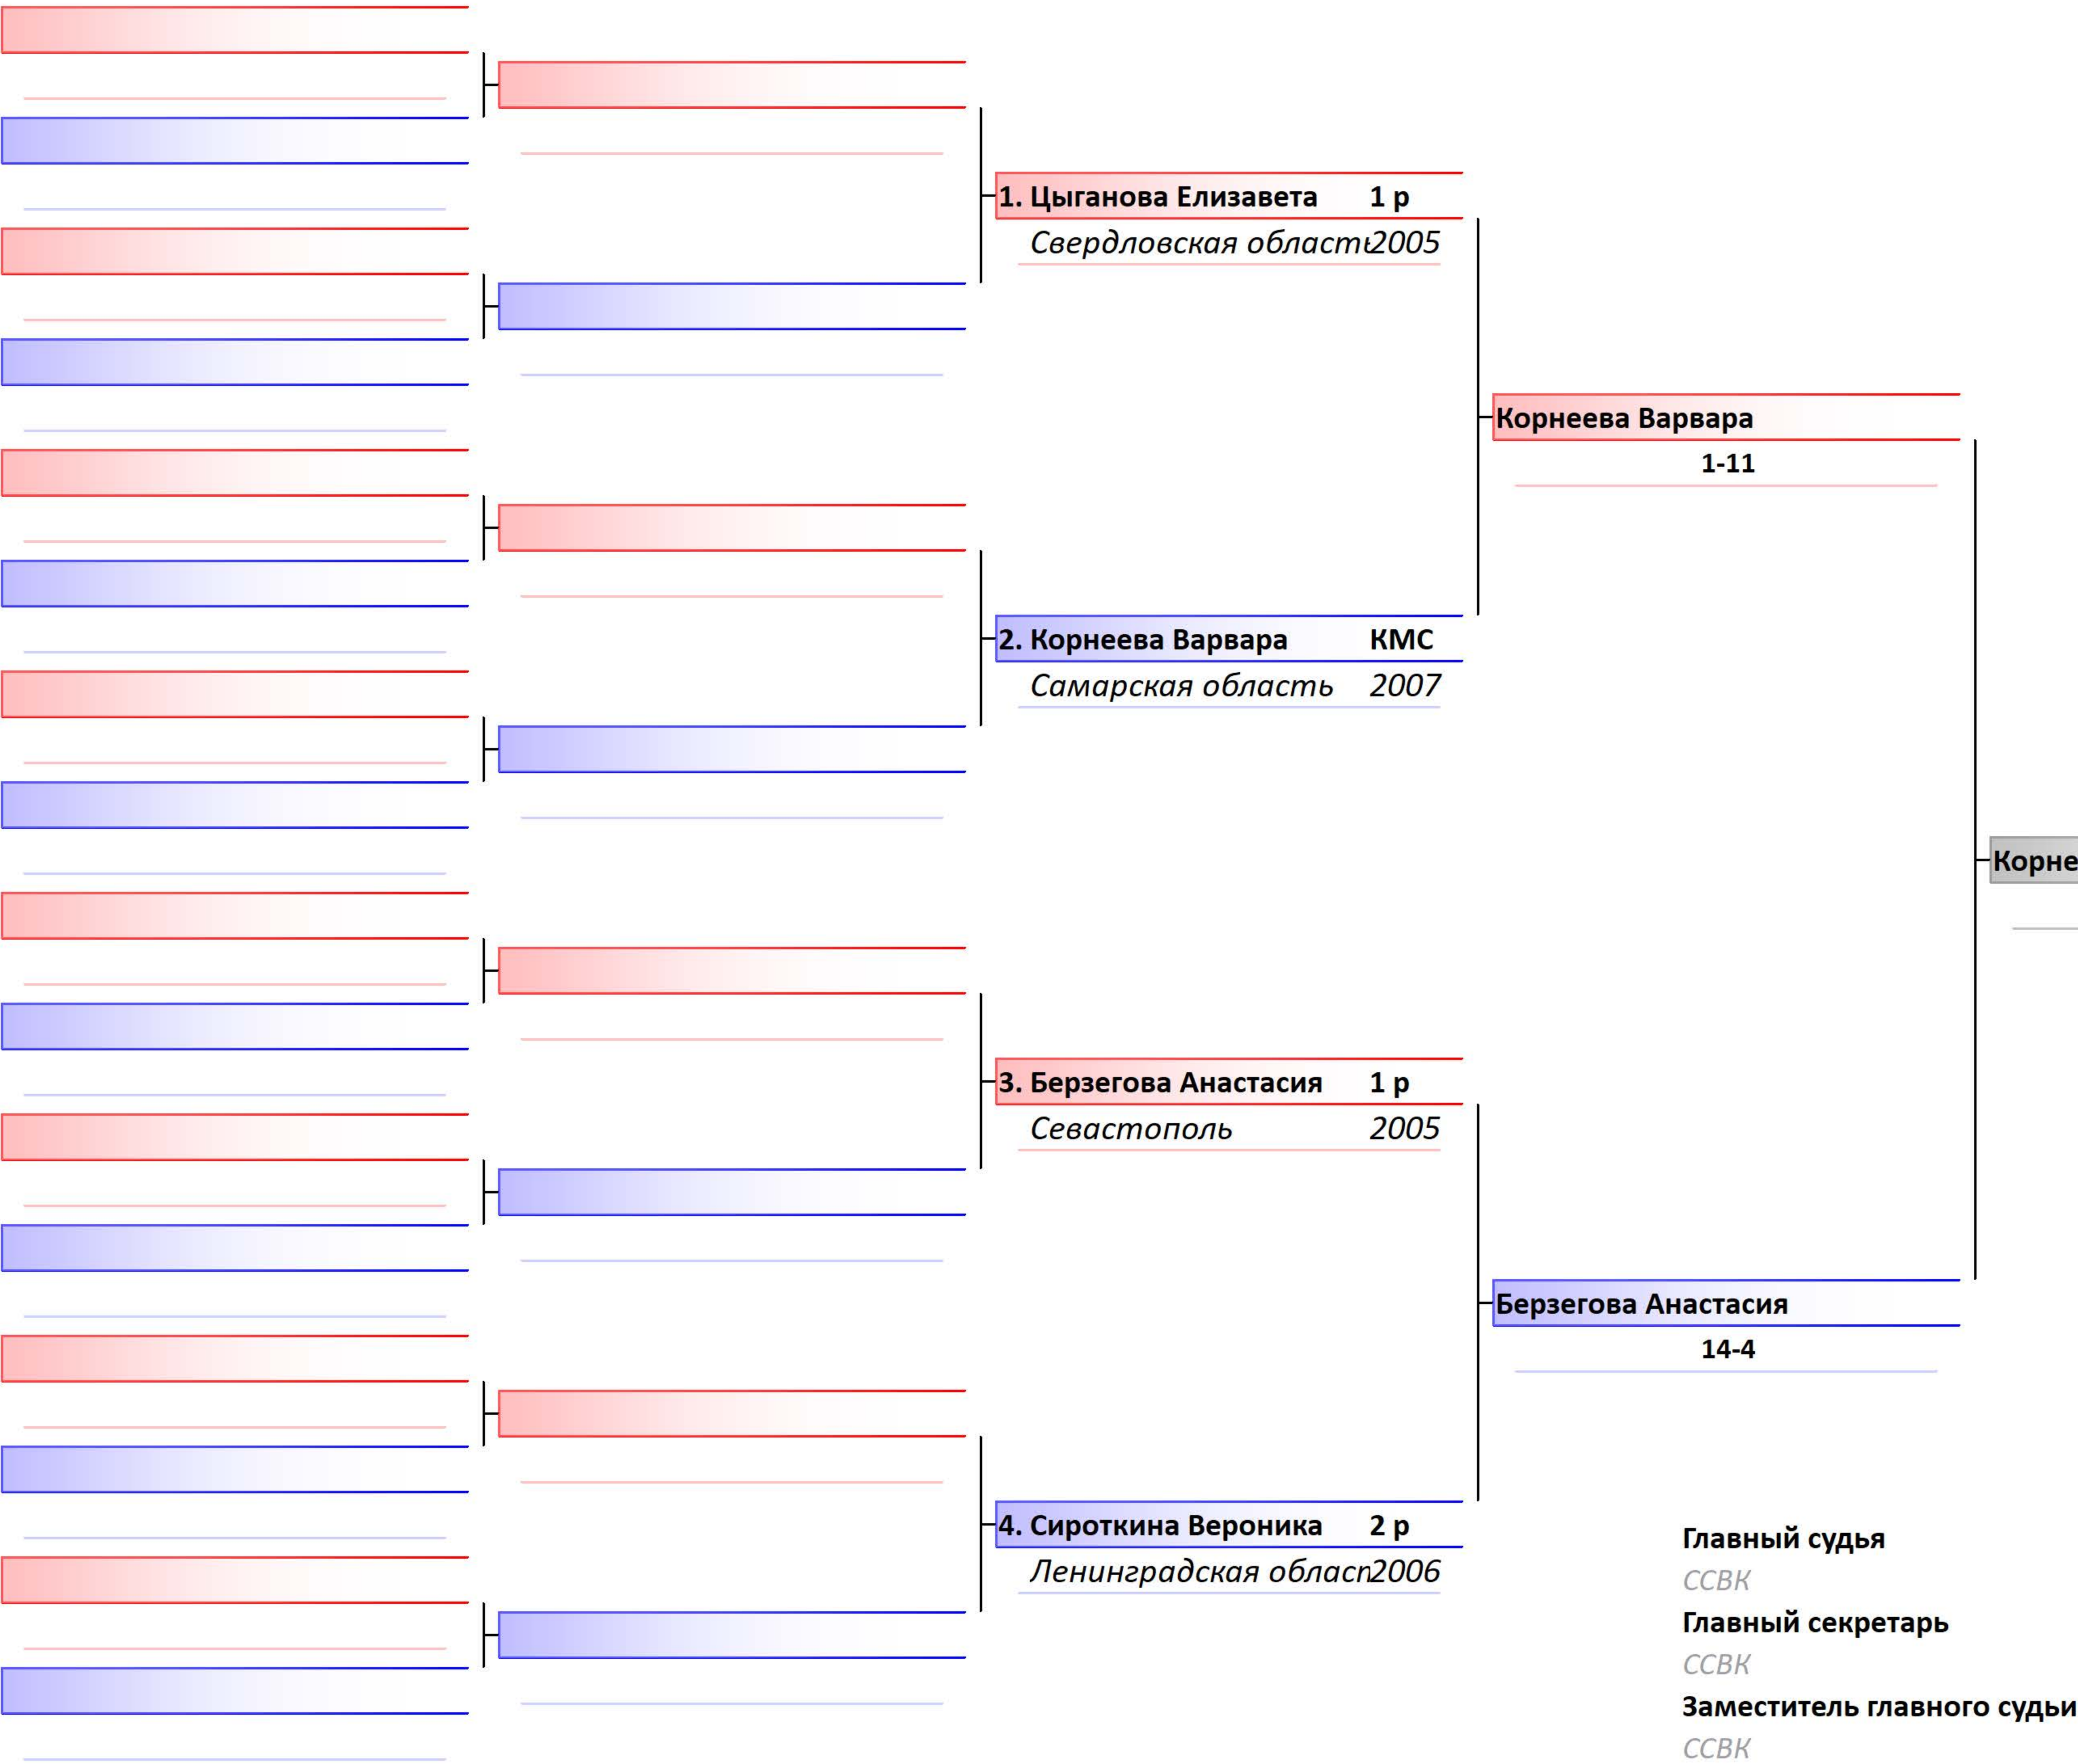 1. Цыганова Елизавета 1 р
Свердловская область 2005
Корнеева Варвара
1-11
2. Корнеева Варвара КМС
Самарская область 2007
Корне
3. Берзегова Анастасия 1 р
Севастополь 2005
Берзегова Анастасия
14-4
4. Сироткина Вероника 2 р
Ленинградская област 2006
Главный судья
ССВК
Главный секретарь
ССВК
Заместитель главного судьи
ССВК